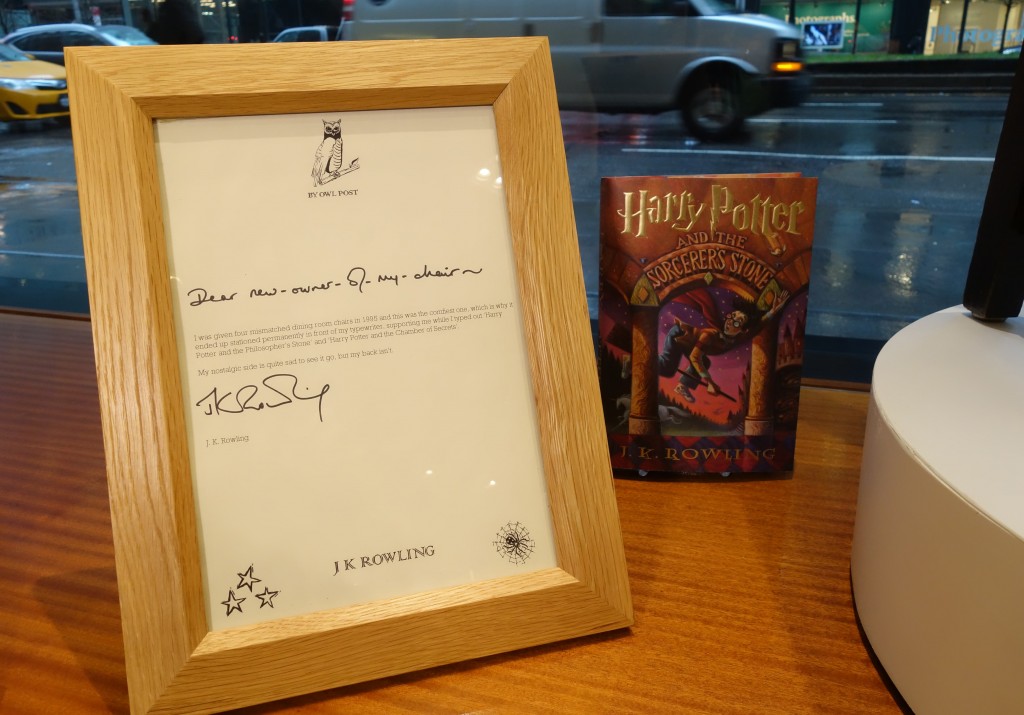 BY OWL POST
Dear new-owner-of-my-chair~
I was given four mismatched dining room chairs in 1995 and this was the comfiest one, which is why it
ended up stationed permanently in front of my typewriter, supporting me while I typed out 'Harry
Potter and the Philosopher's Stone' and 'Harry Potter and the Chamber of Secrets'.
My nostalgic side is quite sad to see it go, but my back isn't.
JKRowling
J. K. Rowling
J K ROWLING
Harry Potter
AND THE
SORCERER'S STONE
J. K. ROWLING
Photographs
Photogra